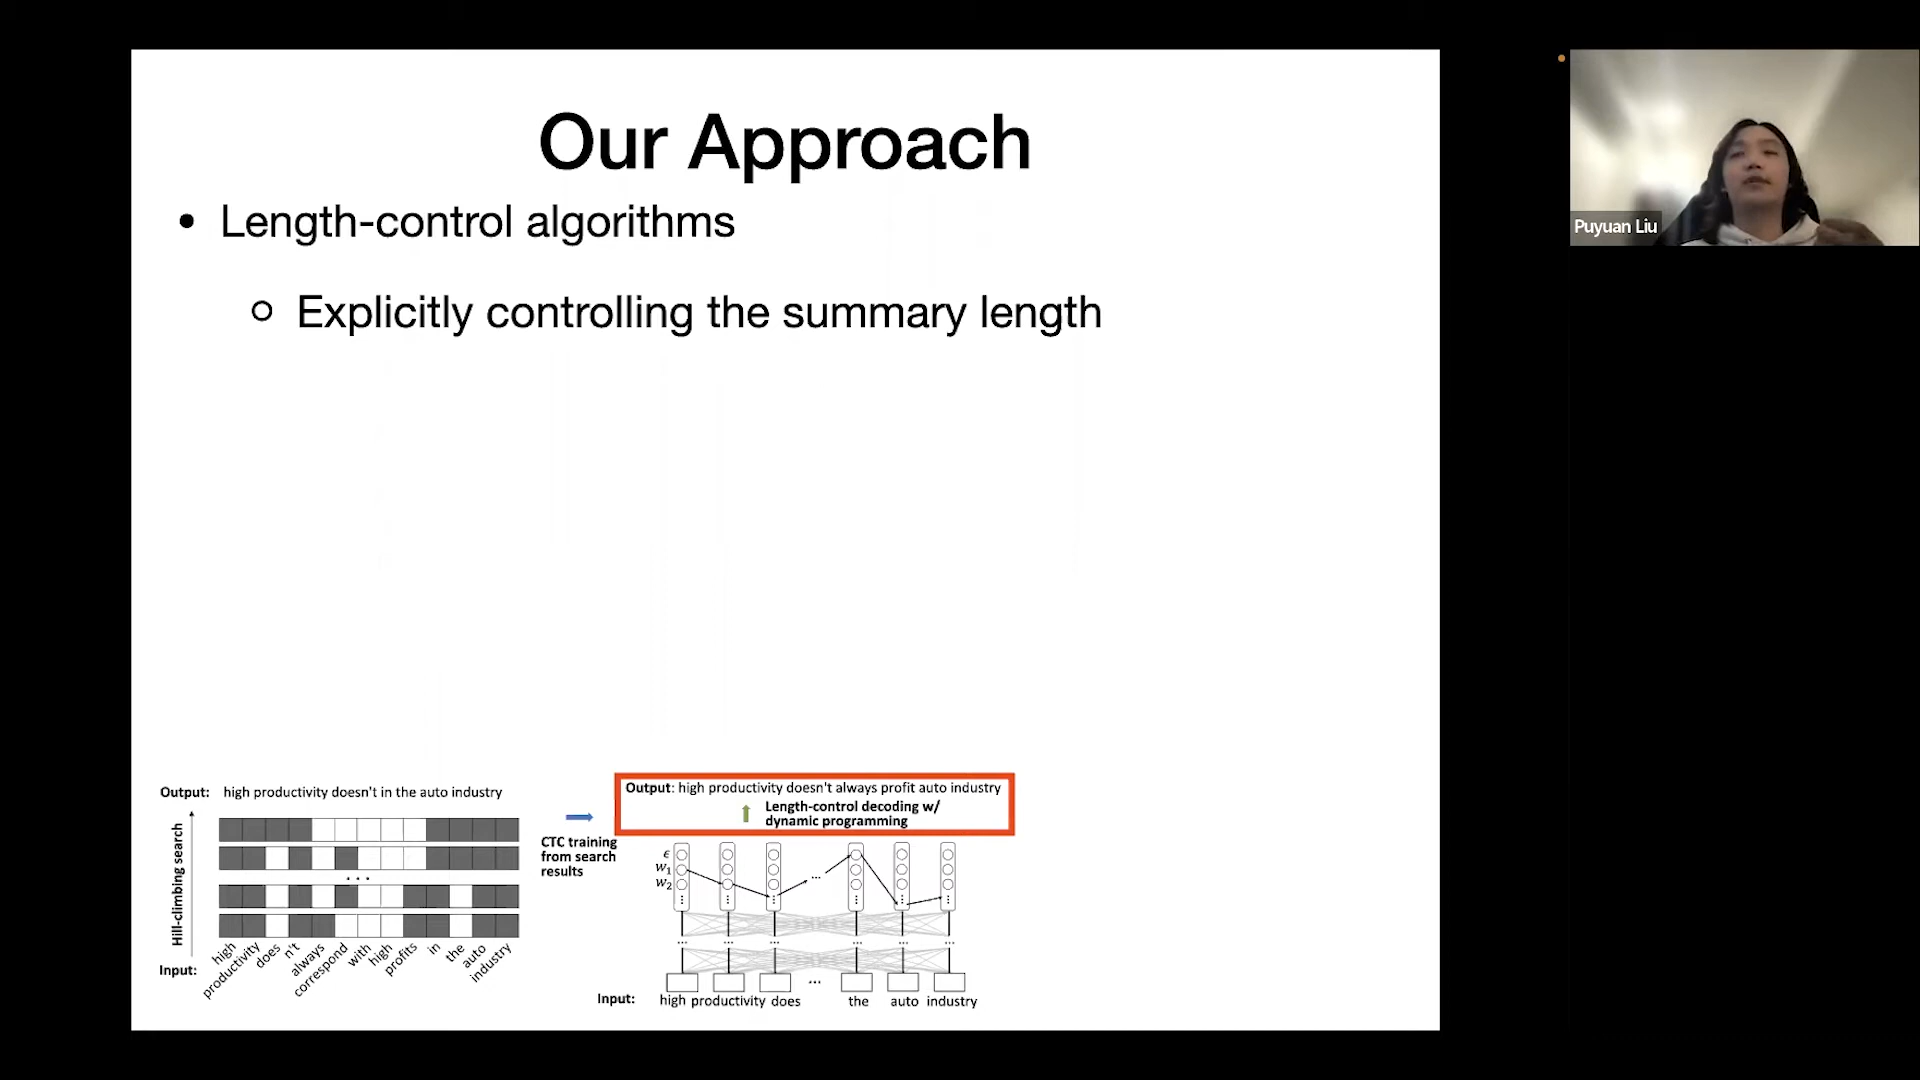 Our Approach
• Length-control algorithms
○ Explicitly controlling the summary length
Puyuan Liu
Output: high productivity doesn't in the auto industry
Hill-climbing search
...
Input: high productivity does n't always correspond with high profits in the auto industry
CTC training
from search
results
Output: high productivity doesn't always profit auto industry
Length-control decoding w/
dynamic programming
ϵ
w₁
w₂
...
Input: high productivity does ... the auto industry